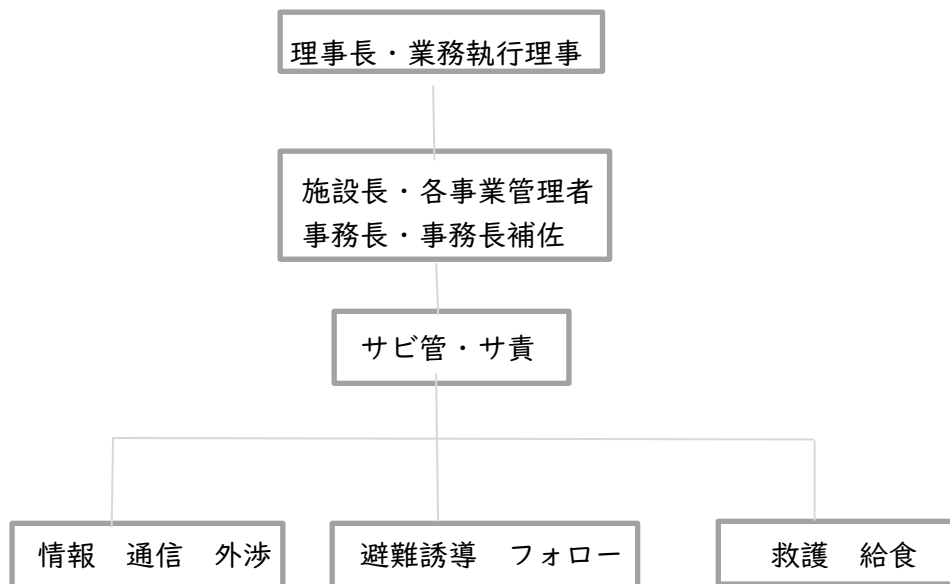 理事長・業務執行理事
施設長・各事業管理者
事務長・事務長補佐
サビ管・サ責
情報　通信　外渉
避難誘導　フォロー
救護　給食